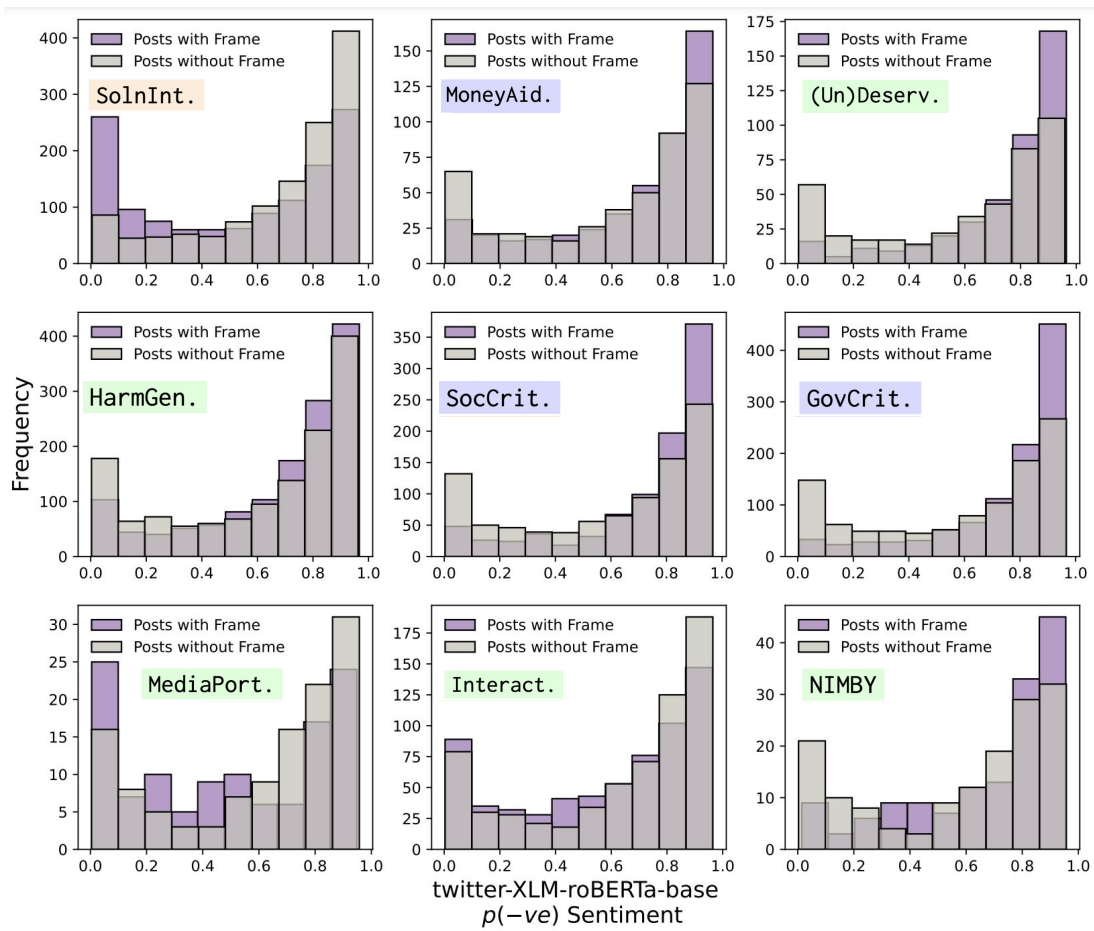 Posts with Frame
Posts without Frame
SolnInt.
400
300
200
100
0
0.0 0.2 0.4 0.6 0.8 1.0
Posts with Frame
Posts without Frame
MoneyAid.
150
125
100
75
50
25
0
0.0 0.2 0.4 0.6 0.8 1.0
Posts with Frame
Posts without Frame
(Un)Deserv.
175
150
125
100
75
50
25
0
0.0 0.2 0.4 0.6 0.8 1.0
Frequency
Posts with Frame
Posts without Frame
HarmGen.
400
300
200
100
0
0.0 0.2 0.4 0.6 0.8 1.0
Posts with Frame
Posts without Frame
SocCrit.
350
300
250
200
150
100
50
0
0.0 0.2 0.4 0.6 0.8 1.0
Posts with Frame
Posts without Frame
GovCrit.
400
300
200
100
0
0.0 0.2 0.4 0.6 0.8 1.0
Posts with Frame
Posts without Frame
MediaPort.
30
25
20
15
10
5
0
0.0 0.2 0.4 0.6 0.8 1.0
Posts with Frame
Posts without Frame
Interact.
175
150
125
100
75
50
25
0
0.0 0.2 0.4 0.6 0.8 1.0
Posts with Frame
Posts without Frame
NIMBY
40
30
20
10
0
0.0 0.2 0.4 0.6 0.8 1.0
twitter-XLM-roBERTa-base
p(−ve) Sentiment